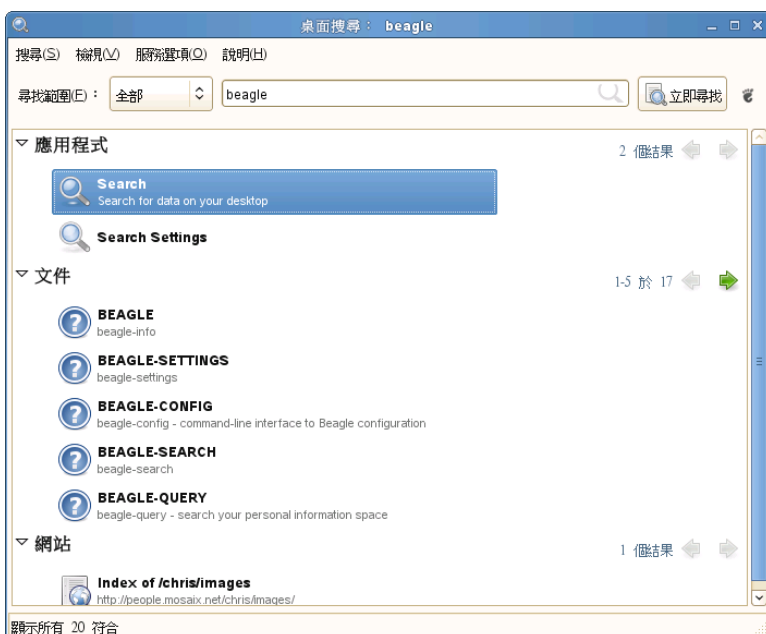 桌面搜尋： beagle
搜尋(S) 檢視(V) 服務選項(O) 說明(H)
尋找範圍(F)： 全部 beagle 立即尋找
應用程式 2 個結果
Search
Search for data on your desktop
Search Settings
文件 1-5 於 17
BEAGLE
beagle-info
BEAGLE-SETTINGS
beagle-settings
BEAGLE-CONFIG
beagle-config - command-line interface to Beagle configuration
BEAGLE-SEARCH
beagle-search
BEAGLE-QUERY
beagle-query - search your personal information space
網站 1 個結果
Index of /chris/images
http://people.mosaix.net/chris/images/
顯示所有 20 符合